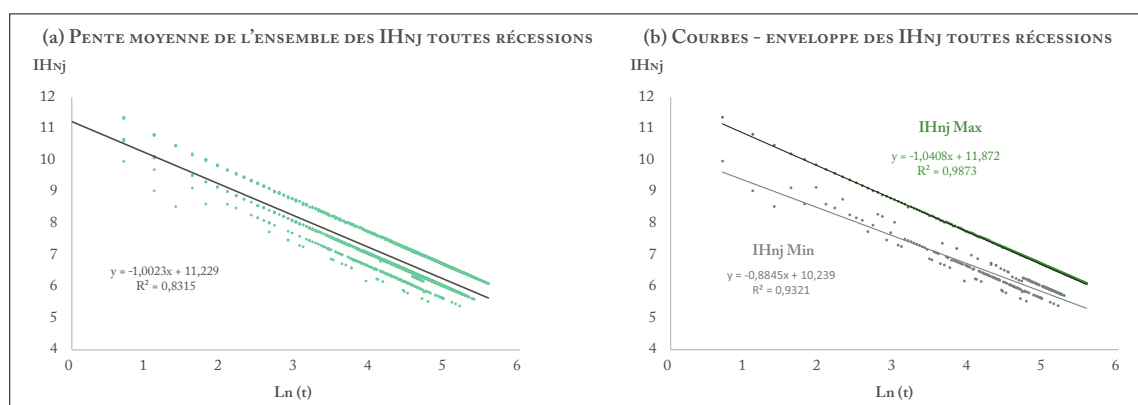 (a) Pente moyenne de l'ensemble des IHnj toutes récessions
IHnj
12
11
10
9
8
7
6
5
4
y = -1,0023x + 11,229
R² = 0,8315
0 1 2 3 4 5 6
Ln (t)
(b) Courbes - enveloppe des IHnj toutes récessions
IHnj
12
11
10
9
8
7
6
5
4
IHnj Max
y = -1,0408x + 11,872
R² = 0,9873
IHnj Min
y = -0,8845x + 10,239
R² = 0,9321
0 1 2 3 4 5 6
Ln (t)